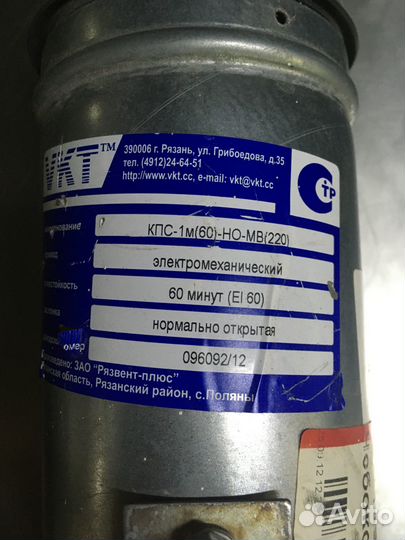 VKT™
390006 г. Рязань, ул. Грибоедова, д.35
тел. (4912)24-64-51
http://www.vkt.cc, e-mail: vkt@vkt.cc
КПС-1м(60)-НО-МВ(220)
электромеханический
60 минут (EI 60)
нормально открытая
096092/12
ЗАО "Рязвент-плюс"
область, Рязанский район, с.Поляны
Avito